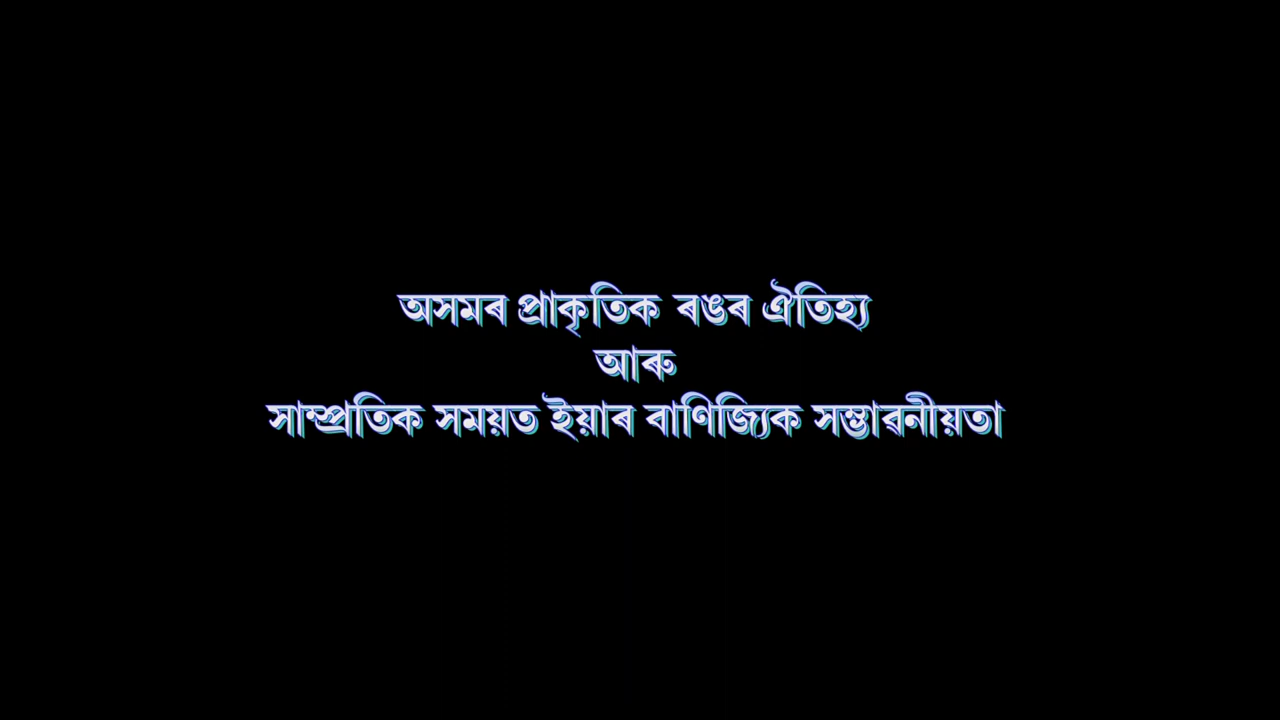 অসমৰ প্ৰাকৃতিক ৰঙৰ ঐতিহ্য
আৰু
সাম্প্ৰতিক সময়ত ইয়াৰ বাণিজ্যিক সম্ভাৱনীয়তা